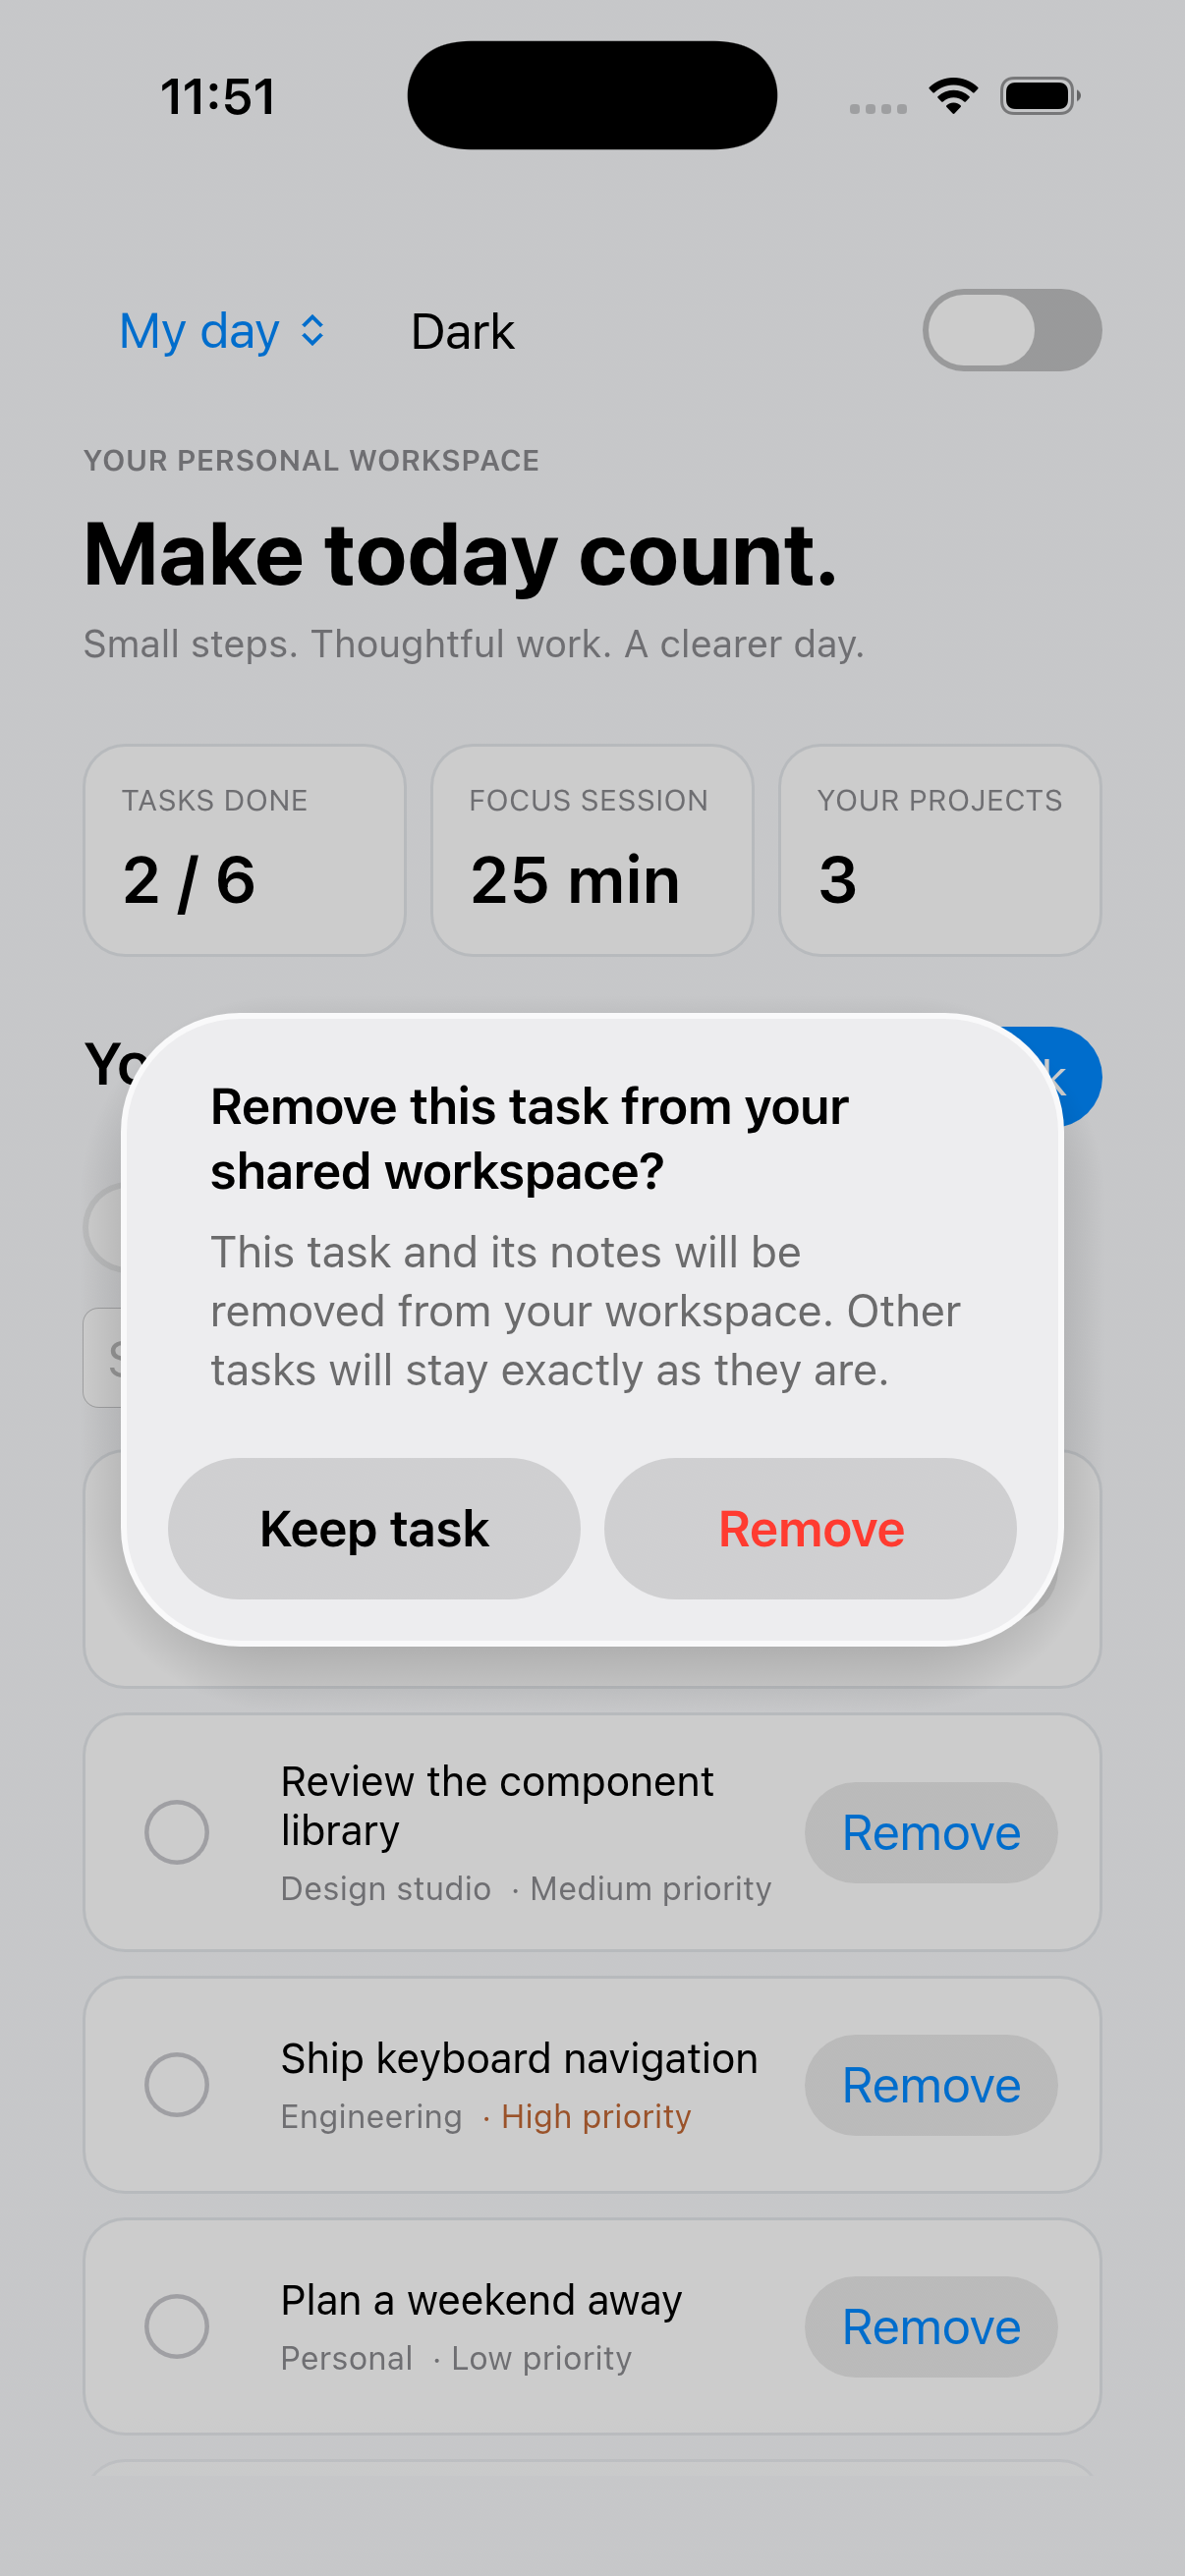 11:51
My day
Dark
YOUR PERSONAL WORKSPACE
Make today count.
Small steps. Thoughtful work. A clearer day.
TASKS DONE
2 / 6
FOCUS SESSION
25 min
YOUR PROJECTS
3
Remove this task from your
shared workspace?
This task and its notes will be
removed from your workspace. Other
tasks will stay exactly as they are.
Keep task
Remove
Review the component
library
Design studio · Medium priority
Remove
Ship keyboard navigation
Engineering · High priority
Remove
Plan a weekend away
Personal · Low priority
Remove